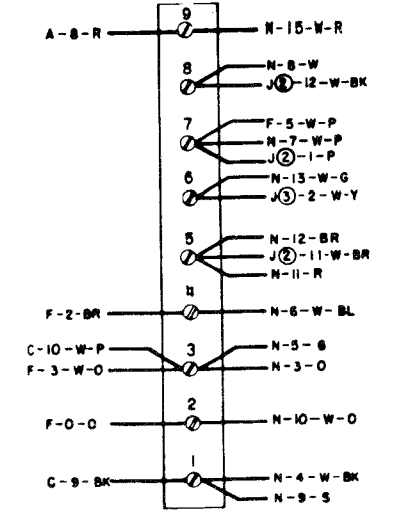 9
A-8-R
N-15-W-R
8
N-8-W
J②-12-W-BK
7
F-5-W-P
N-7-W-P
J②-1-P
6
N-13-W-G
J③-2-W-Y
5
N-12-BR
J②-11-W-BR
N-11-R
4
F-2-BR
N-6-W-BL
C-10-W-P
3
N-5-6
F-3-W-O
N-3-O
2
F-O-O
N-10-W-O
1
C-9-BK
N-4-W-BK
N-9-S